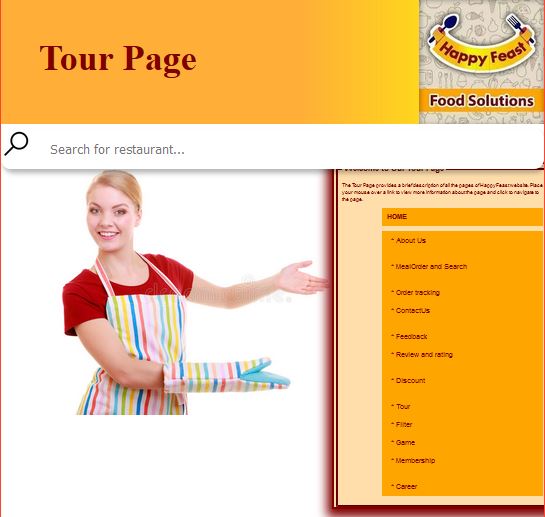 Tour Page
Happy Feast
Food Solutions
Search for restaurant...
Welcome to Our Tour Page
The Tour Page provides a brief description of all the pages of HappyFeast website. Place
your mouse over a link to view more information about the page and click to navigate to
the page.
HOME
* About Us
* MealOrder and Search
* Order tracking
* ContactUs
* Feedback
* Review and rating
* Discount
* Tour
* Filter
* Game
* Membership
* Career